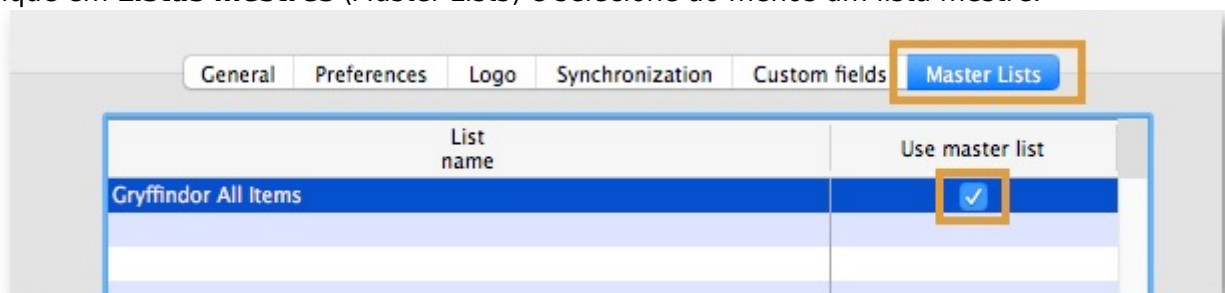 em Listas Mestres (Master Lists) e selecione ao menos um lista mestre.
General Preferences Logo Synchronization Custom fields Master Lists
List
name
Use master list
Gryffindor All Items